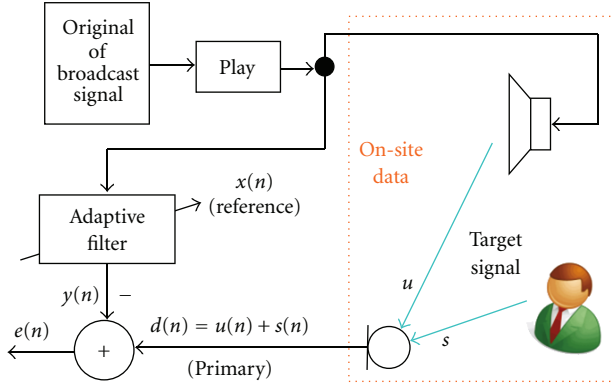 Original
of
broadcast
signal
Play
On-site
data
x(n)
(reference)
Adaptive
filter
Target
signal
u
y(n) −
e(n)
d(n) = u(n) + s(n)
s
+
(Primary)